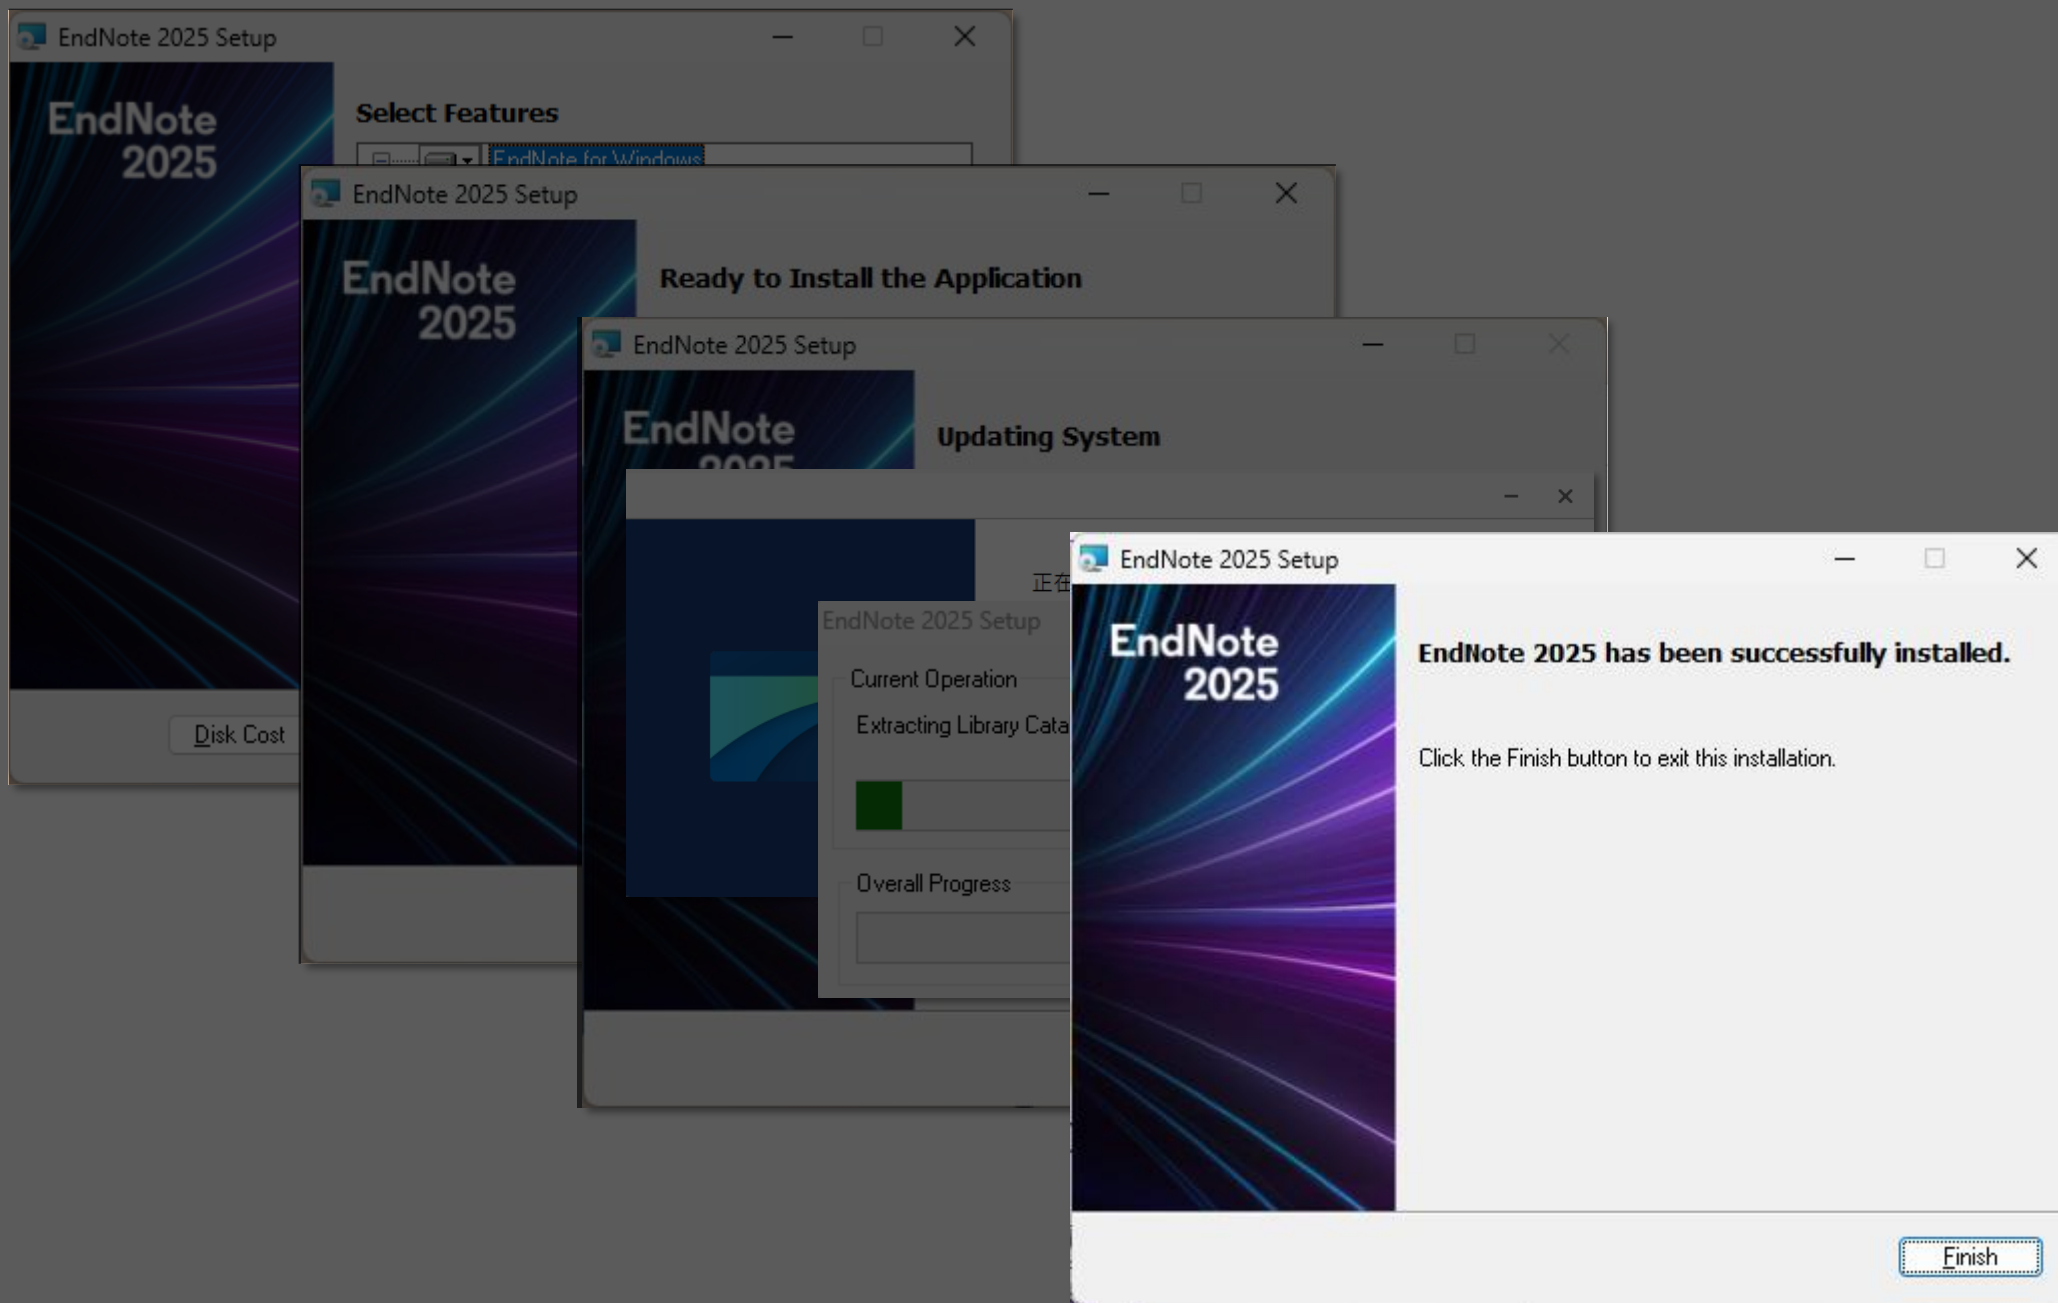 EndNote 2025 Setup
EndNote
2025
Select Features
EndNote for Windows
Disk Cost
EndNote 2025 Setup
EndNote
2025
Ready to Install the Application
EndNote 2025 Setup
EndNote
2025
Updating System
正在
EndNote 2025 Setup
Current Operation
Extracting Library Cata
Overall Progress
EndNote 2025 Setup
EndNote
2025
EndNote 2025 has been successfully installed.
Click the Finish button to exit this installation.
Finish